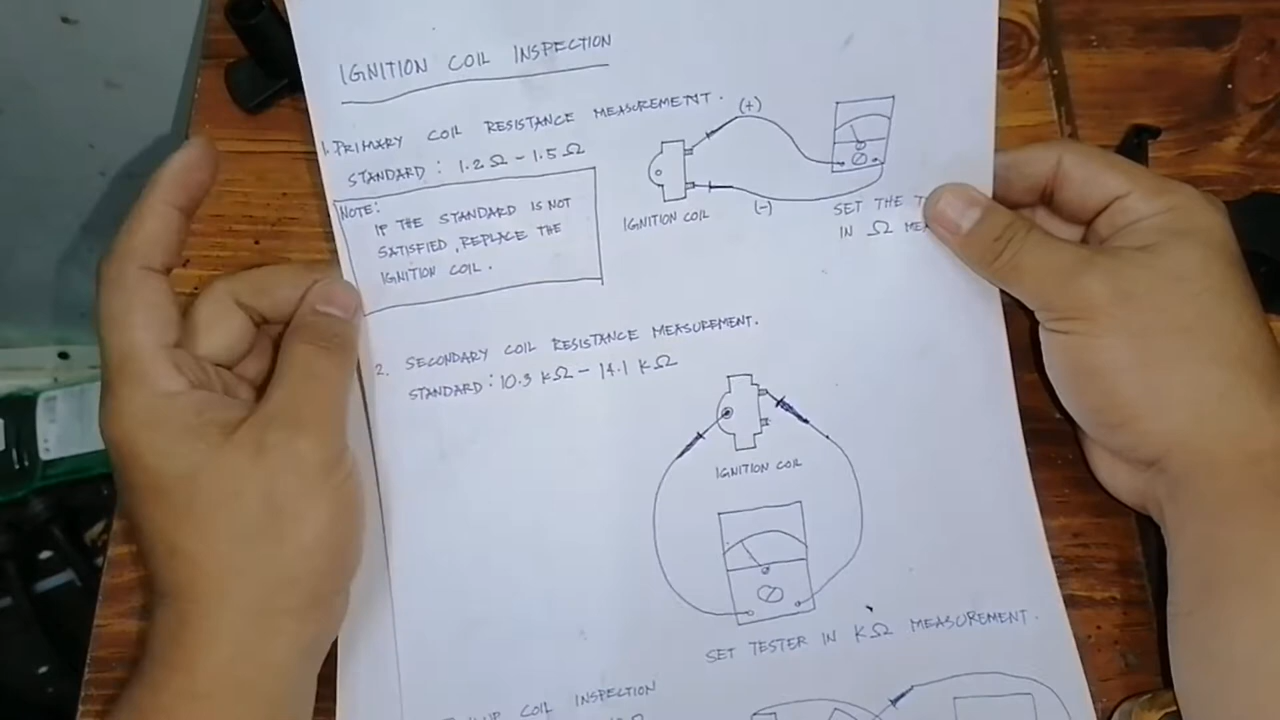 IGNITION COIL INSPECTION
1. PRIMARY COIL RESISTANCE MEASUREMETNT.
STANDARD : 1.2 Ω - 1.5 Ω
NOTE:
IF THE STANDARD IS NOT
SATISFIED, REPLACE THE
IGNITION COIL.
(+)
(-)
IGNITION COIL
SET THE
IN Ω
2. SECONDARY COIL RESISTANCE MEASUREMENT.
STANDARD : 10.3 KΩ - 14.1 KΩ
IGNITION COIL
SET TESTER IN KΩ MEASUREMENT.
COIL INSPECTION